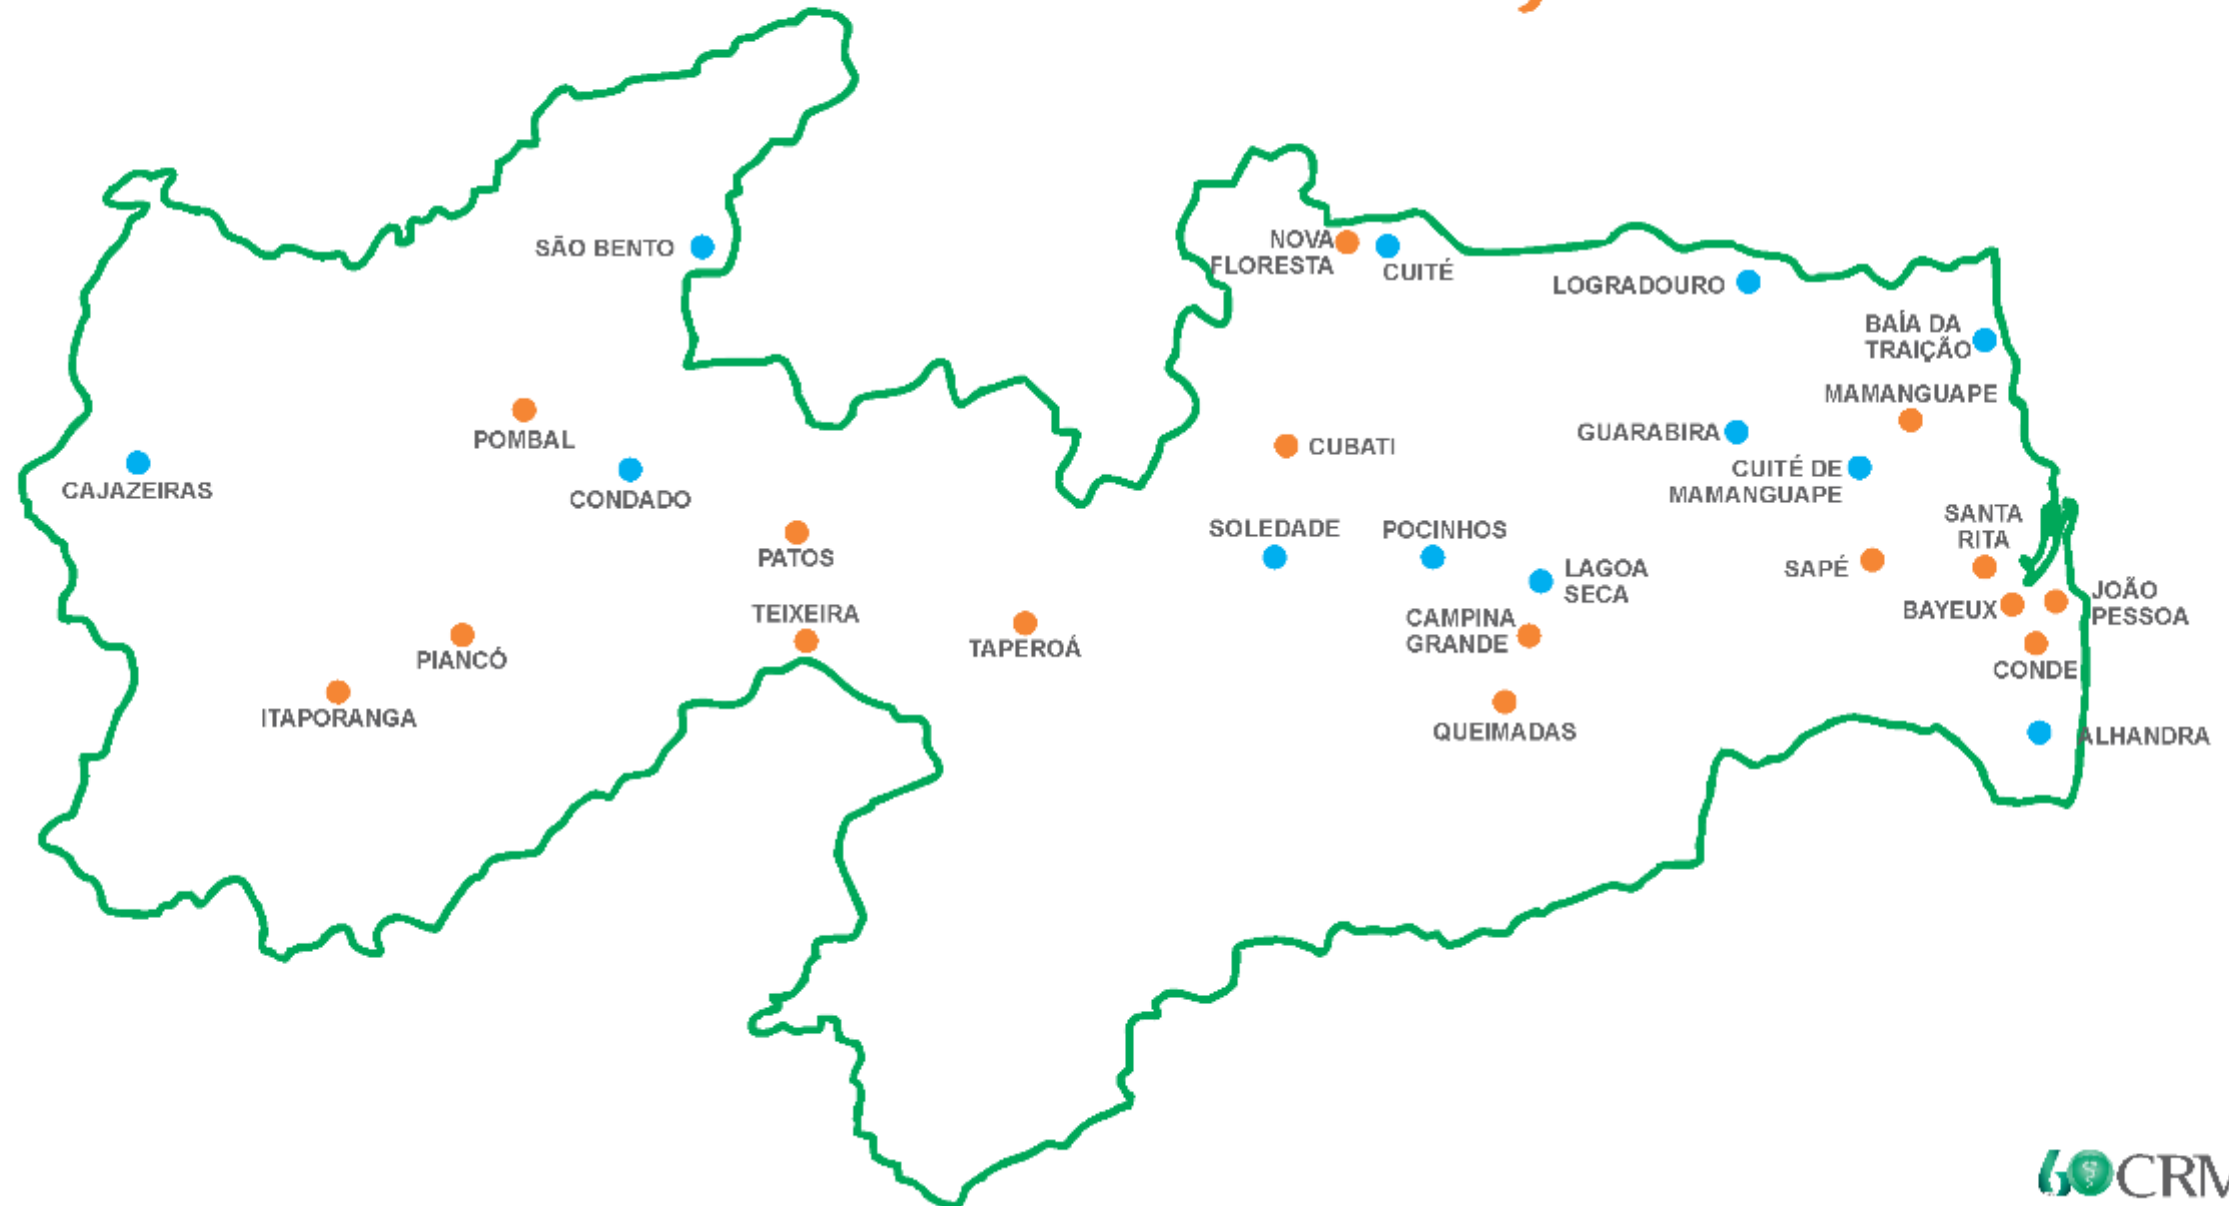 SÃO BENTO
NOVA
FLORESTA
CUITÉ
LOGRADOURO
BAÍA DA
TRAIÇÃO
MAMANGUAPE
POMBAL
CUBATI
GUARABIRA
CUITÉ DE
MAMANGUAPE
CAJAZEIRAS
CONDADO
SANTA
RITA
SOLEDADE
POCINHOS
PATOS
LAGOA
SECA
SAPÉ
JOÃO
PESSOA
BAYEUX
TEIXEIRA
CAMPINA
GRANDE
TAPEROÁ
PIANCÓ
CONDE
ITAPORANGA
QUEIMADAS
ALHANDRA
60 CRM